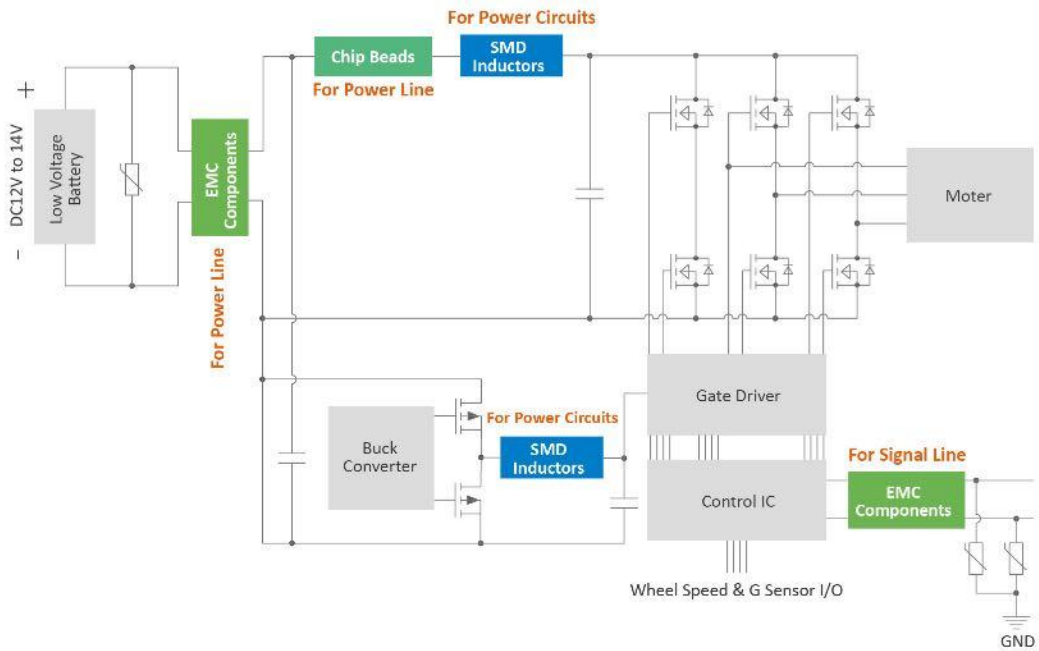 For Power Circuits
Chip Beads
SMD
Inductors
For Power Line
+
DC12V to 14V
−
Low Voltage
Battery
EMC
Components
For Power Line
Moter
Gate Driver
For Power Circuits
Buck
Converter
SMD
Inductors
Control IC
For Signal Line
EMC
Components
Wheel Speed & G Sensor I/O
GND